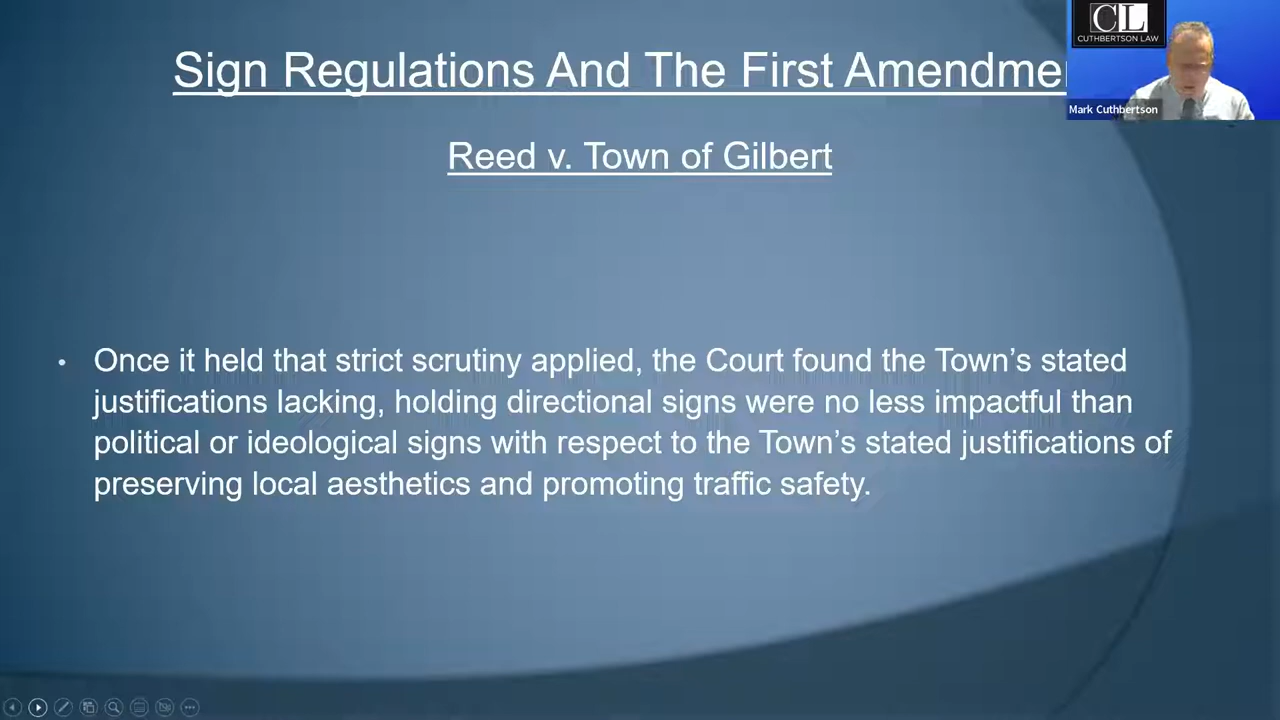 CL
CUTHBERTSON LAW
Mark Cuthbertson
Sign Regulations And The First Amendme
Reed v. Town of Gilbert
• Once it held that strict scrutiny applied, the Court found the Town’s stated
justifications lacking, holding directional signs were no less impactful than
political or ideological signs with respect to the Town’s stated justifications of
preserving local aesthetics and promoting traffic safety.